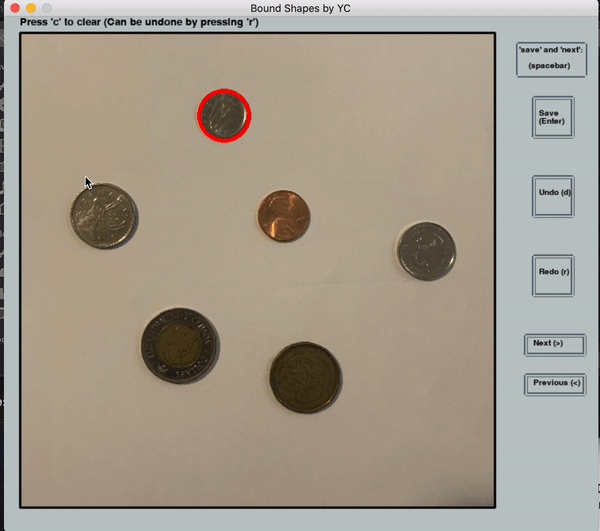 Bound Shapes by YC
Press 'c' to clear (Can be undone by pressing 'r')
'save' and 'next':
(spacebar)
Save
(Enter)
Undo (d)
Redo (r)
Next (>)
Previous (<)